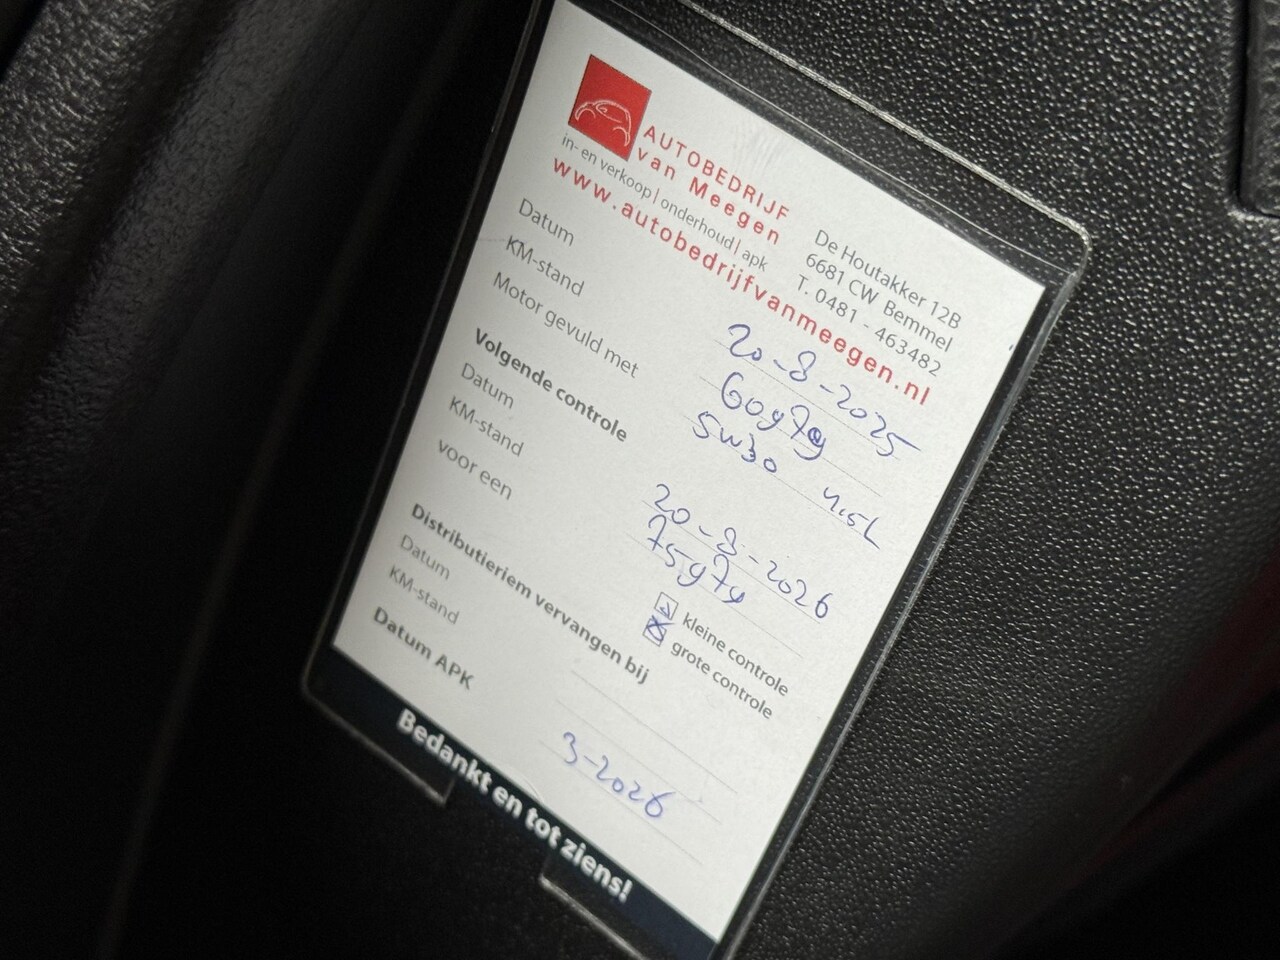 AUTOBEDRIJF
van Meegen
in- en verkoop | onderhoud | apk
De Houtakker 12B
6681 CW Bemmel
T. 0481 - 463482
www.autobedrijfvanmeegen.nl
Datum 20-8-2025
KM-stand
Motor gevuld met 5w30 4.5L
Volgende controle
Datum 20-8-2026
KM-stand 75979
voor een kleine controle
grote controle
Distributieriem vervangen bij
Datum
KM-stand
Datum APK 3-2026
Bedankt en tot ziens!